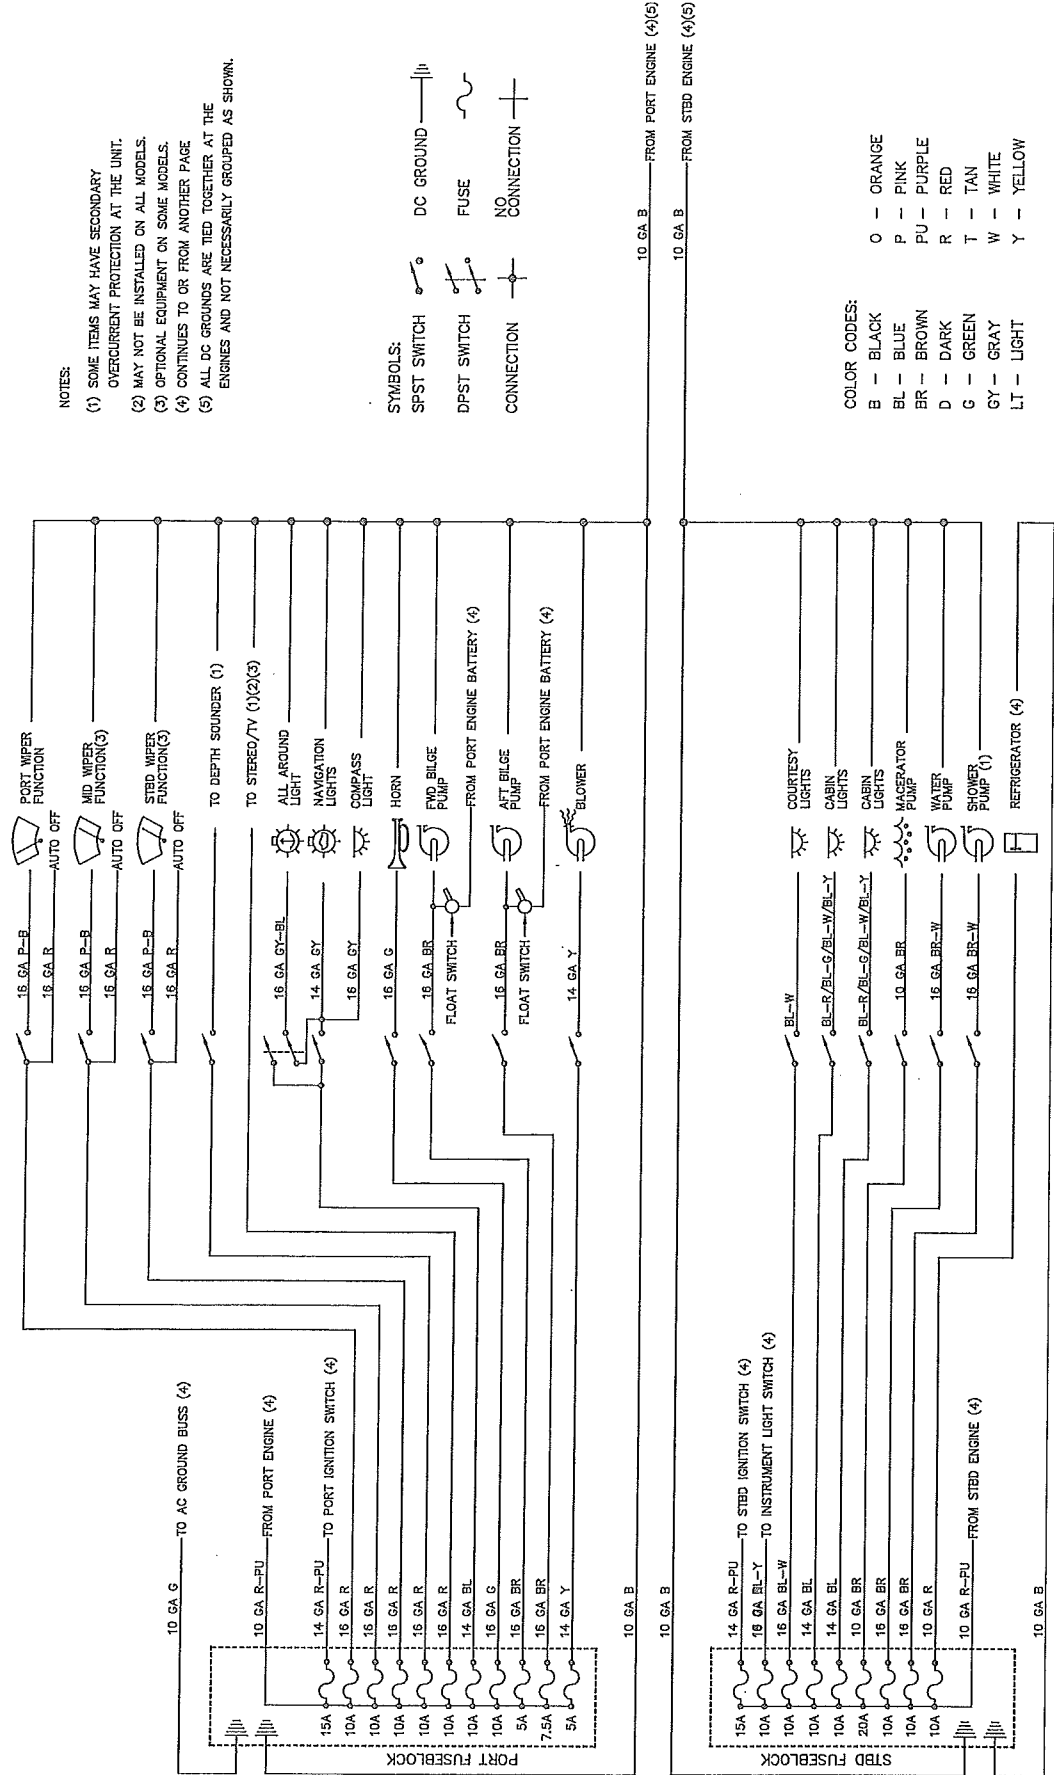 NOTES:
(1) SOME ITEMS MAY HAVE SECONDARY
OVERCURRENT PROTECTION AT THE UNIT.
(2) MAY NOT BE INSTALLED ON ALL MODELS.
(3) OPTIONAL EQUIPMENT ON SOME MODELS.
(4) CONTINUES TO OR FROM ANOTHER PAGE
(5) ALL DC GROUNDS ARE TIED TOGETHER AT THE
ENGINES AND NOT NECESSARILY GROUPED AS SHOWN.
SYMBOLS:
SPST SWITCH
DC GROUND
DPST SWITCH
FUSE
CONNECTION
NO
CONNECTION
FROM PORT ENGINE (4)(5)
10 GA B
FROM STBD ENGINE (4)(5)
10 GA B
COLOR CODES:
B – BLACK
BL – BLUE
BR – BROWN
D – DARK
G – GREEN
GY – GRAY
LT – LIGHT
O – ORANGE
P – PINK
PU – PURPLE
R – RED
T – TAN
W – WHITE
Y – YELLOW
PORT WIPER
FUNCTION
AUTO OFF
16 GA P–B
16 GA R
MID WIPER
FUNCTION(3)
AUTO OFF
16 GA P–B
16 GA R
STBD WIPER
FUNCTION(3)
AUTO OFF
16 GA P–B
16 GA R
TO DEPTH SOUNDER (1)
TO STEREO/TV (1)(2)(3)
ALL AROUND
LIGHT
16 GA GY–BL
NAVIGATION
LIGHTS
14 GA GY
COMPASS
LIGHT
16 GA GY
HORN
16 GA G
FWD BILGE
PUMP
16 GA BR
FLOAT SWITCH
FROM PORT ENGINE BATTERY (4)
AFT BILGE
PUMP
16 GA BR
FLOAT SWITCH
FROM PORT ENGINE BATTERY (4)
BLOWER
14 GA Y
COURTESY
LIGHTS
BL–W
CABIN
LIGHTS
BL–R/BL–G/BL–W/BL–Y
CABIN
LIGHTS
BL–R/BL–G/BL–W/BL–Y
MACERATOR
PUMP
10 GA BR
WATER
PUMP
16 GA BR–W
SHOWER
PUMP (1)
16 GA BR–W
REFRIGERATOR (4)
10 GA G
TO AC GROUND BUSS (4)
10 GA R–PU
FROM PORT ENGINE (4)
15A
14 GA R–PU
TO PORT IGNITION SWITCH (4)
10A
16 GA R
10A
16 GA R
10A
16 GA R
10A
16 GA R
10A
16 GA R
10A
14 GA BL
10A
16 GA G
5A
16 GA BR
7.5A
16 GA BR
5A
14 GA Y
PORT FUSEBLOCK
10 GA B
10 GA B
15A
14 GA R–PU
TO STBD IGNITION SWITCH (4)
10A
16 GA BL–Y
TO INSTRUMENT LIGHT SWITCH (4)
10A
16 GA BL–W
10A
14 GA BL
10A
14 GA BL
20A
10 GA BR
10A
16 GA BR
10A
16 GA BR
10A
10 GA R
10 GA R–PU
FROM STBD ENGINE (4)
STBD FUSEBLOCK
10 GA B